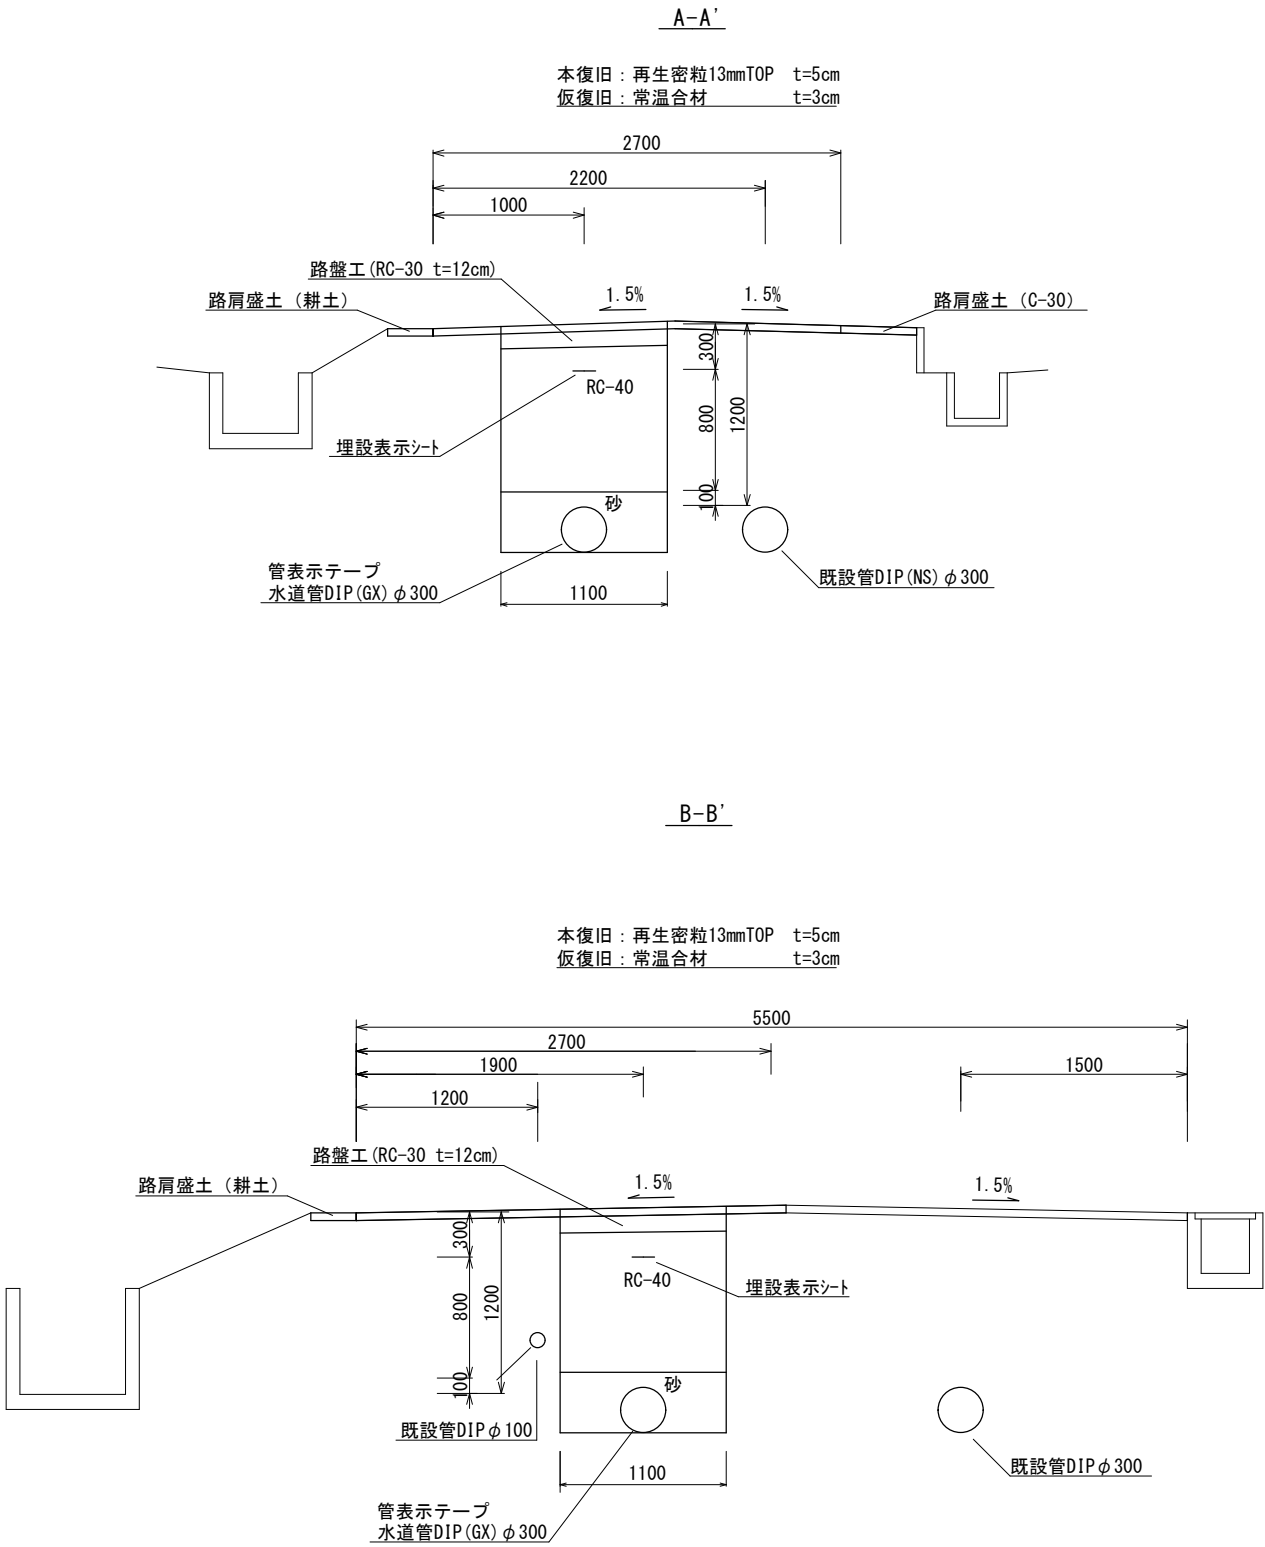 A-A'
本復旧：再生密粒13mmTOP t=5cm
仮復旧：常温合材 t=3cm
2700
2200
1000
路盤工(RC-30 t=12cm)
路肩盛土（耕土）
1.5%
1.5%
路肩盛土（C-30）
300
RC-40
800
1200
埋設表示シート
100
砂
管表示テープ
水道管DIP(GX)φ300
既設管DIP(NS)φ300
1100
B-B'
本復旧：再生密粒13mmTOP t=5cm
仮復旧：常温合材 t=3cm
5500
2700
1900
1500
1200
路盤工(RC-30 t=12cm)
路肩盛土（耕土）
1.5%
1.5%
300
RC-40
埋設表示シート
800
1200
100
砂
既設管DIPφ100
既設管DIPφ300
1100
管表示テープ
水道管DIP(GX)φ300